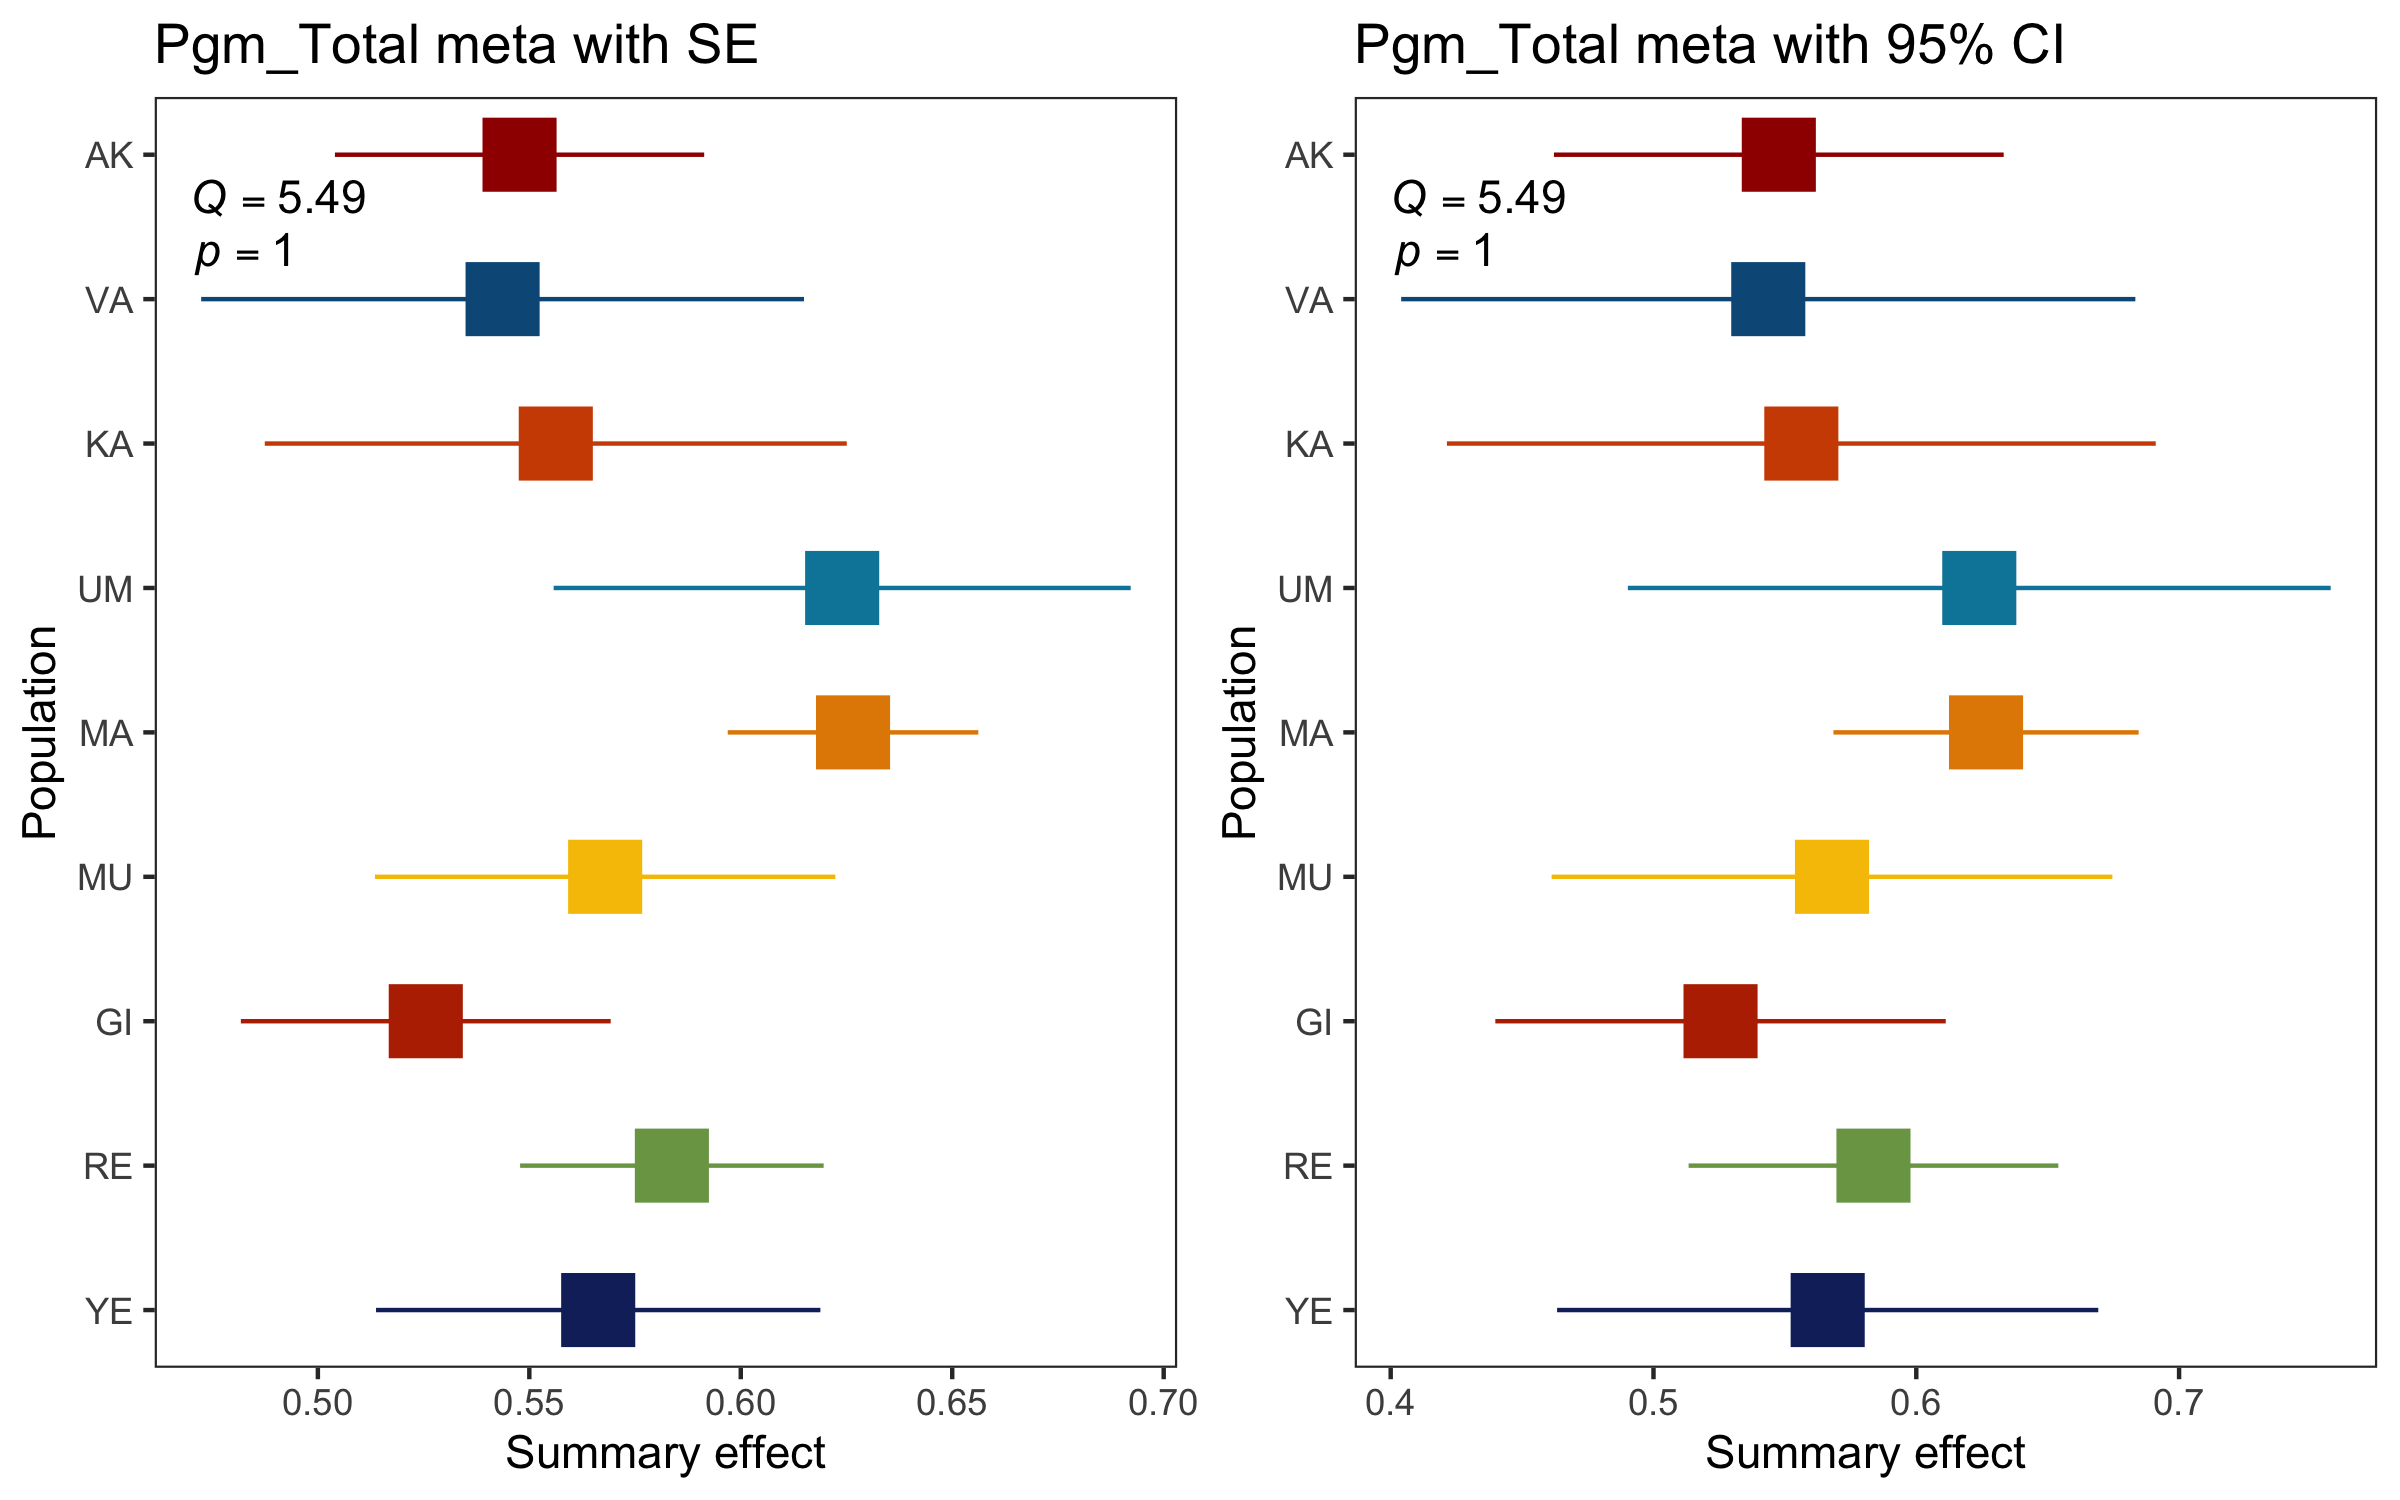 Pgm_Total meta with SE
AK
Q = 5.49
p = 1
VA
KA
UM
MA
MU
GI
RE
YE
Population
0.50 0.55 0.60 0.65 0.70
Summary effect
Pgm_Total meta with 95% CI
AK
Q = 5.49
p = 1
VA
KA
UM
MA
MU
GI
RE
YE
Population
0.4 0.5 0.6 0.7
Summary effect